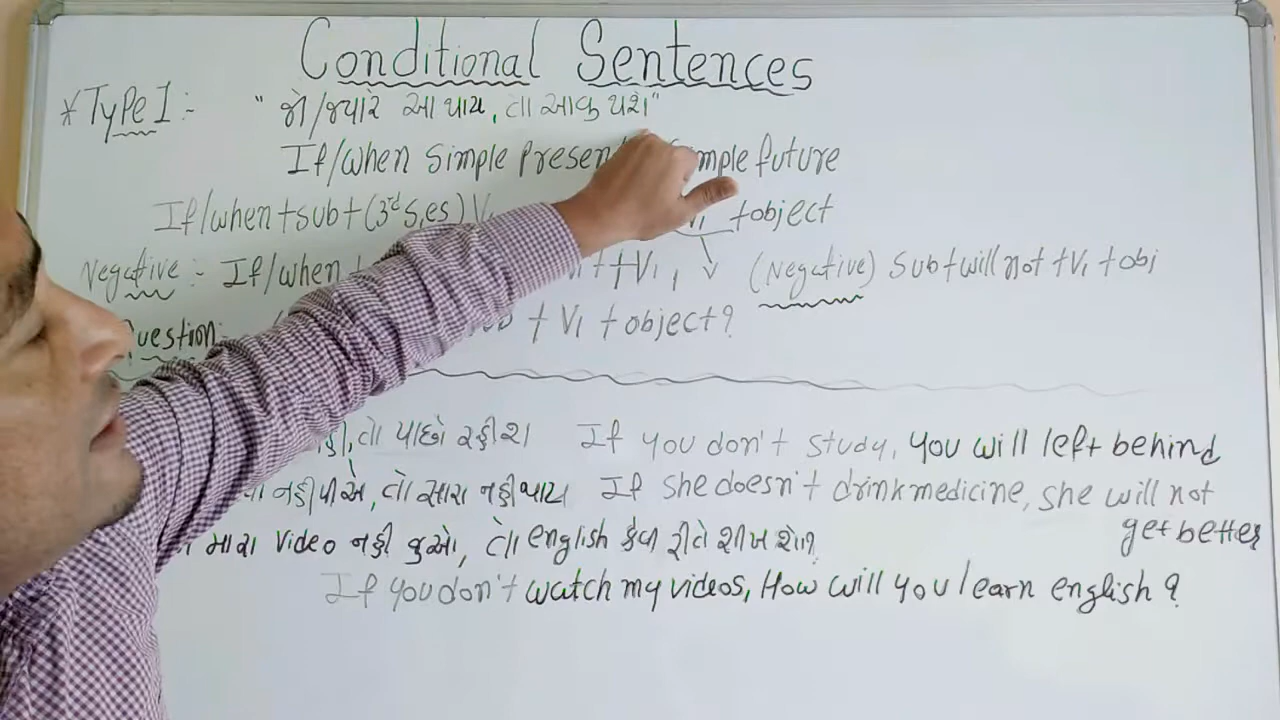 Conditional Sentences
* Type I :- "જો/જ્યારે આ થાય, તો આવું થશે"
If/when Simple Present Simple future
If/when + sub + (3rd S,es) V1 + object
Negative :- If/when + V1, (Negative) Sub + will not + V1 + obj
Question:- + V1 + object?
તો પાછો રહીશ If you don't study, you will left behind
નહીં પીએ, તો સારા નહીં થાય If she doesn't drink medicine, she will not
get better
મારા video નહીં જુઓ, તો english કેવી રીતે શીખશો?
If you don't watch my videos, How will you learn english?